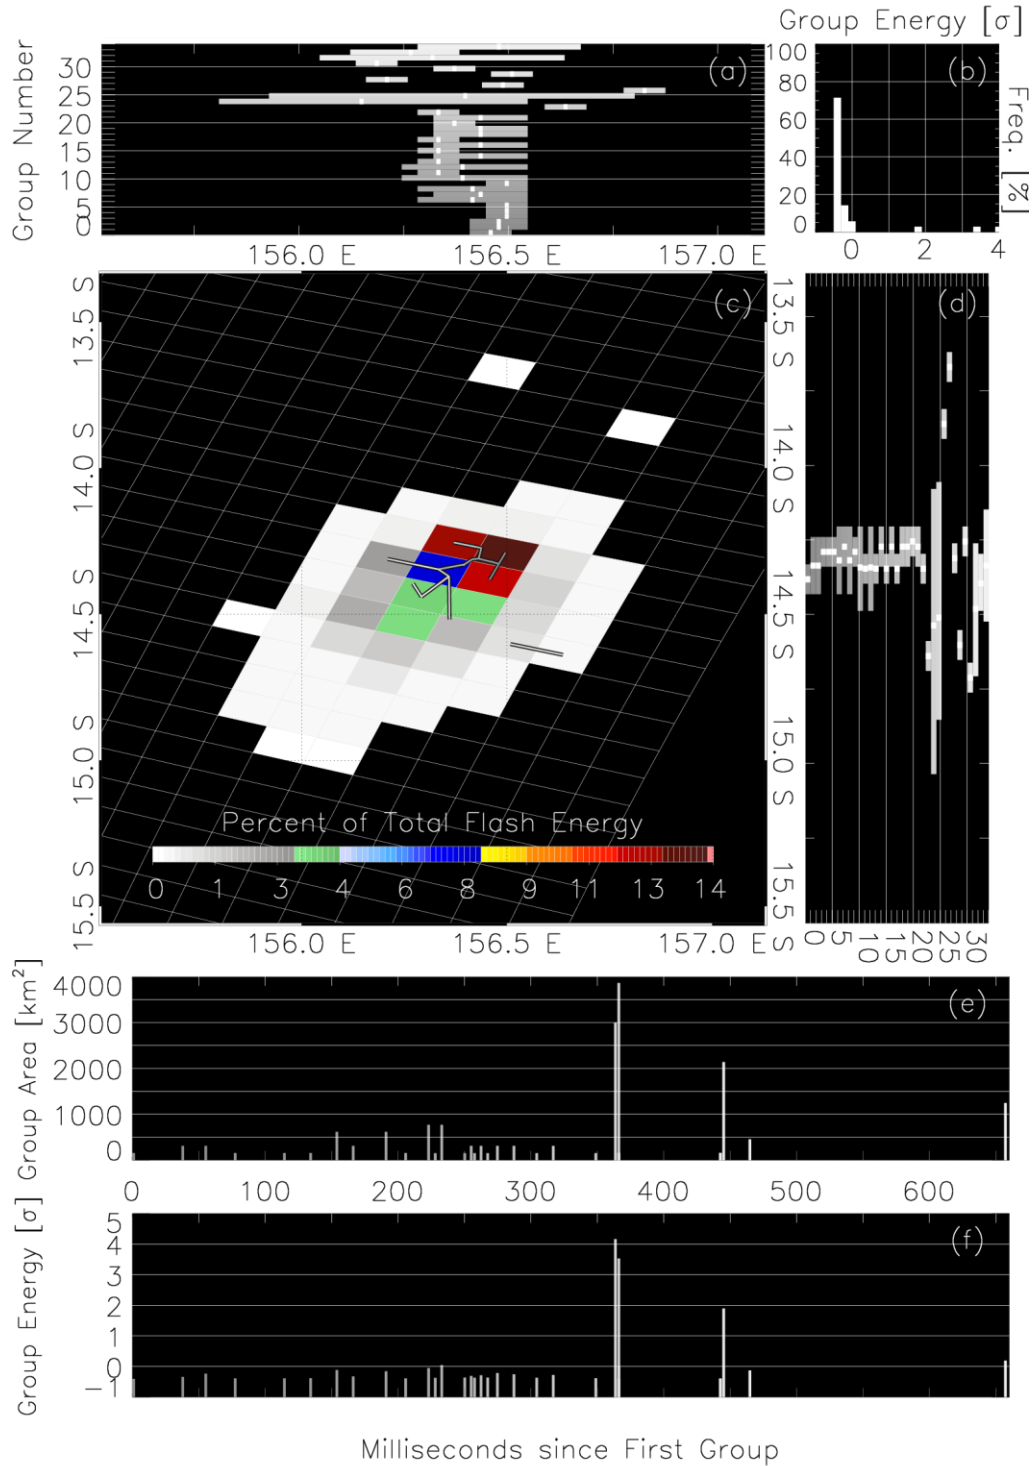 Group Energy [σ]
Group Number
30
25
20
15
10
5
0
(a)
100
80
60
40
20
0
(b)
Freq. [%]
156.0 E 156.5 E 157.0 E
0 2 4
13.5 S
14.0 S
14.5 S
15.0 S
15.5 S
(c)
Percent of Total Flash Energy
0 1 3 4 6 8 9 11 13 14
156.0 E 156.5 E 157.0 E
13.5 S
14.0 S
14.5 S
15.0 S
15.5 S
(d)
0 5 10 15 20 25 30
Group Area [km²]
4000
3000
2000
1000
0
(e)
0 100 200 300 400 500 600
Group Energy [σ]
5
4
3
2
1
0
−1
(f)
Milliseconds since First Group